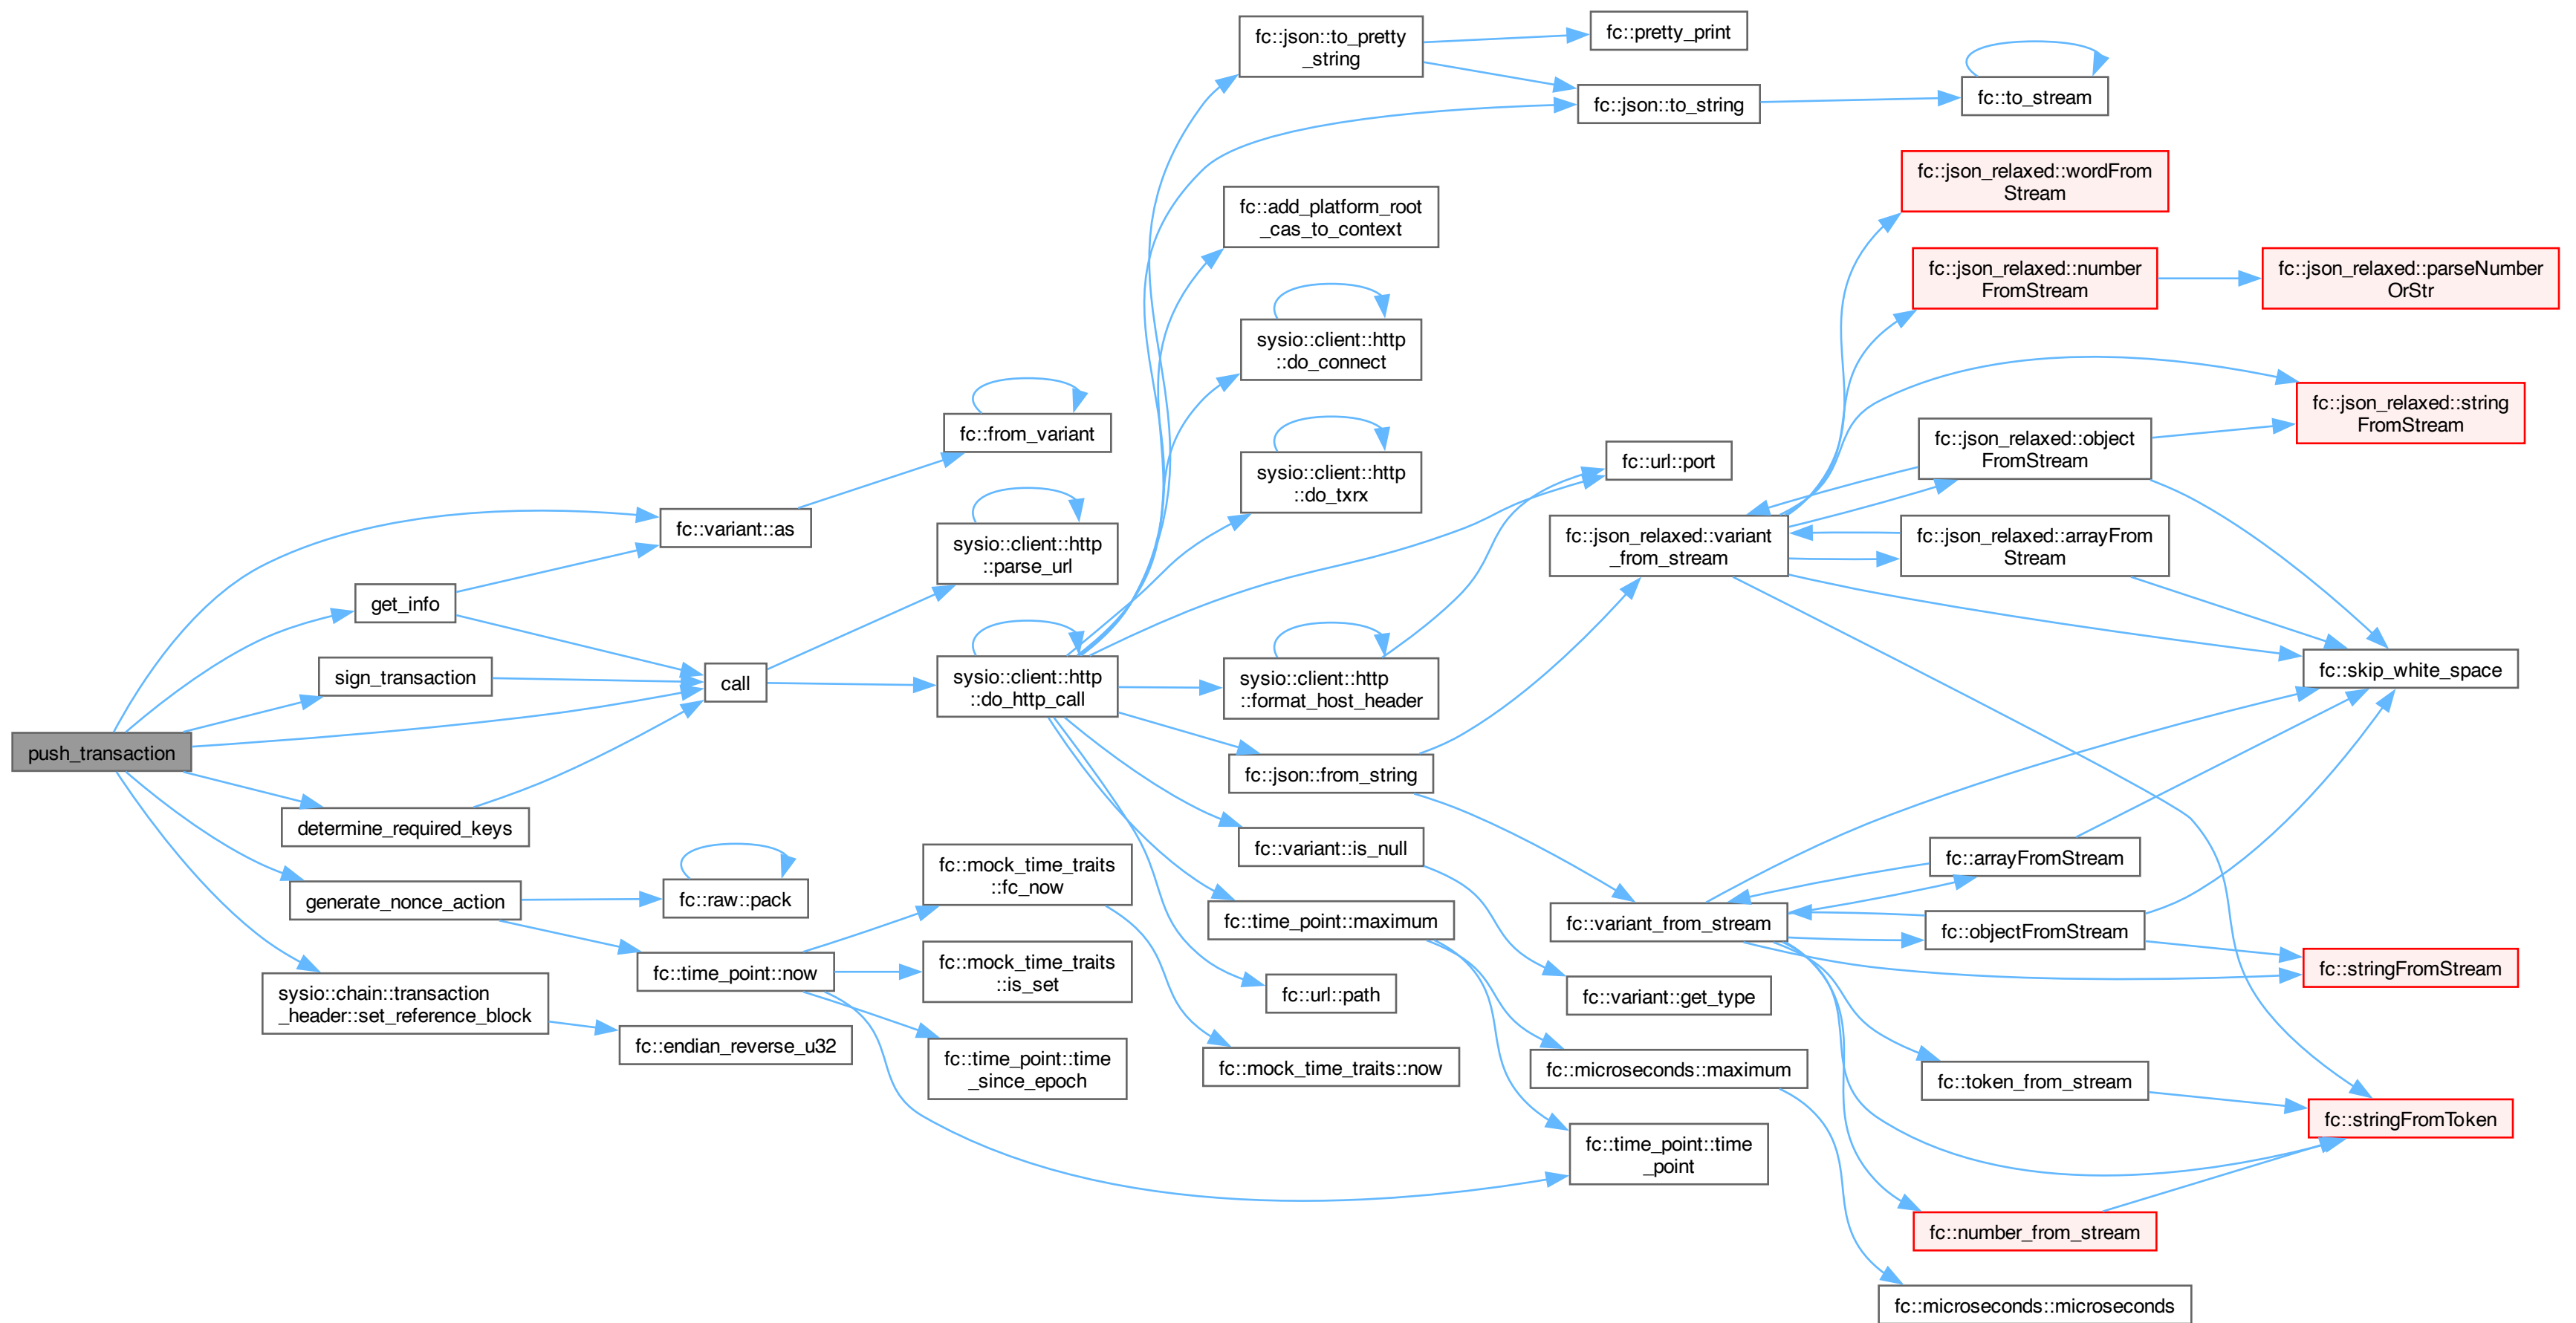 push_transaction
fc::variant::as
fc::from_variant
get_info
call
sysio::client::http
::parse_url
sysio::client::http
::do_http_call
fc::json::to_pretty
_string
fc::pretty_print
fc::json::to_string
fc::to_stream
fc::add_platform_root
_cas_to_context
sysio::client::http
::do_connect
sysio::client::http
::do_txrx
fc::url::port
sysio::client::http
::format_host_header
fc::json::from_string
fc::json_relaxed::variant
_from_stream
fc::json_relaxed::wordFrom
Stream
fc::json_relaxed::number
FromStream
fc::json_relaxed::parseNumber
OrStr
fc::json_relaxed::string
FromStream
fc::json_relaxed::object
FromStream
fc::json_relaxed::arrayFrom
Stream
fc::skip_white_space
fc::variant_from_stream
fc::arrayFromStream
fc::objectFromStream
fc::stringFromStream
fc::token_from_stream
fc::stringFromToken
fc::number_from_stream
fc::variant::is_null
fc::variant::get_type
fc::time_point::maximum
fc::microseconds::maximum
fc::microseconds::microseconds
fc::time_point::time
_point
fc::url::path
sign_transaction
determine_required_keys
generate_nonce_action
fc::raw::pack
fc::time_point::now
fc::mock_time_traits
::fc_now
fc::mock_time_traits::now
fc::mock_time_traits
::is_set
fc::time_point::time
_since_epoch
sysio::chain::transaction
_header::set_reference_block
fc::endian_reverse_u32